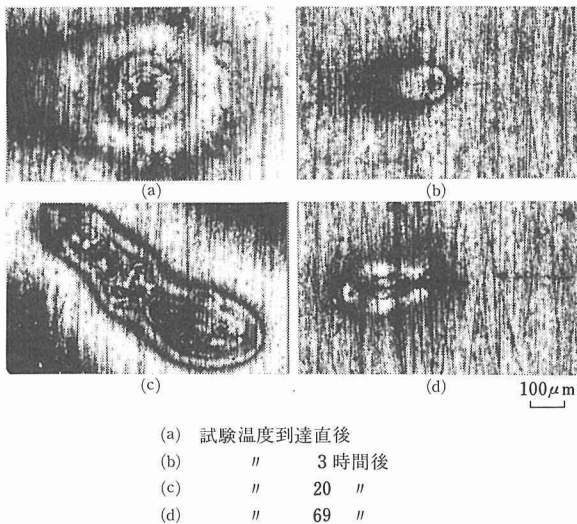 (a) (b)
(c) (d)
100μm
(a) 試験温度到達直後
(b) 〃 3時間後
(c) 〃 20 〃
(d) 〃 69 〃